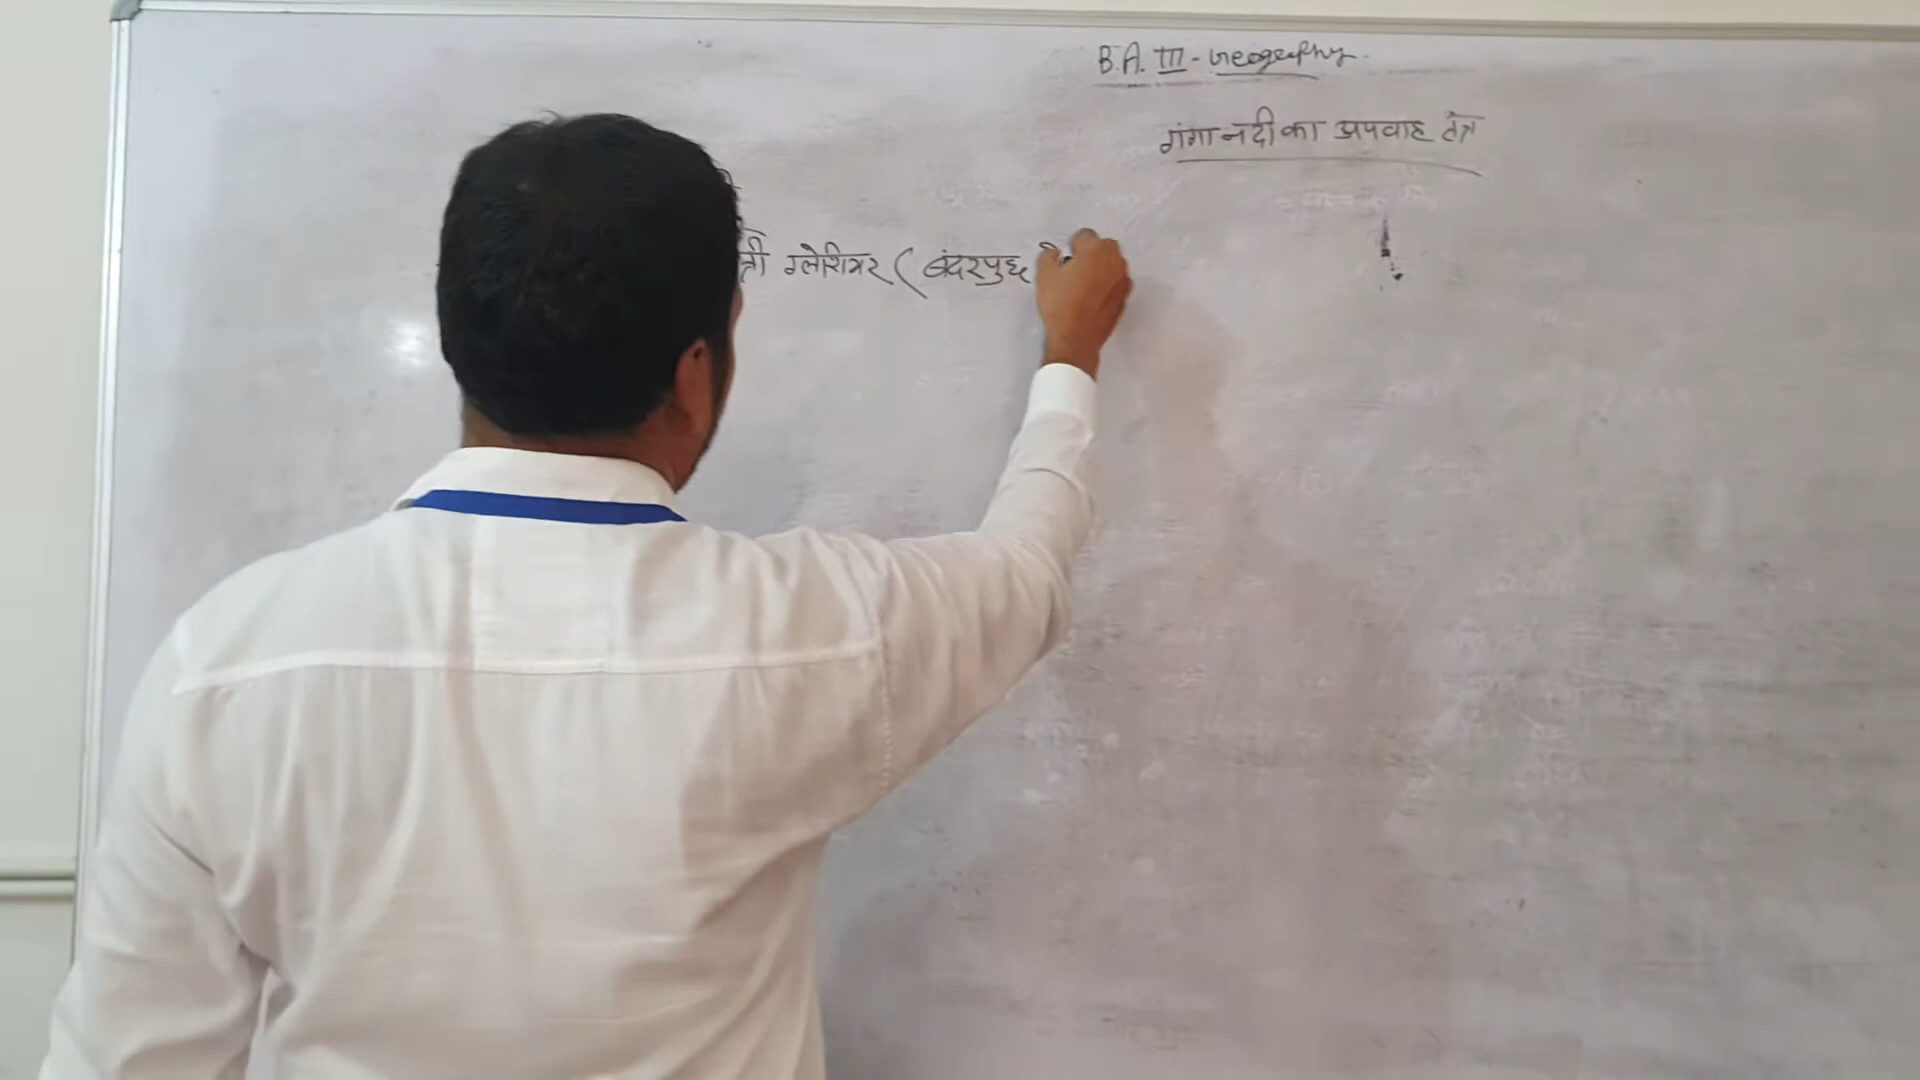 B.A. III - Geography.
गंगा नदी का अपवाह तंत्र
ग्लेशियर ( बंदरपुछ